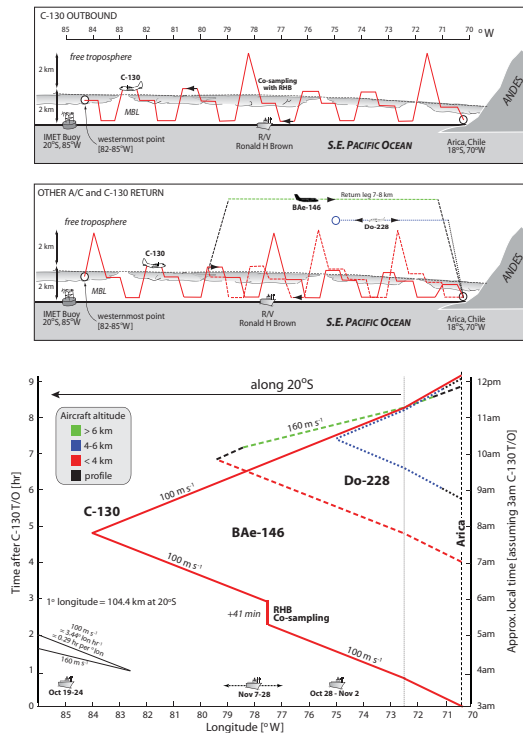 C-130 OUTBOUND
85 84 83 82 81 80 79 78 77 76 75 74 73 72 71 70 °W
free troposphere
2 km
C-130
Co-sampling
with RHB
2 km
MBL
ANDES
IMET Buoy
20°S, 85°W
westernmost point
[82-85°W]
R/V
Ronald H Brown
S.E. PACIFIC OCEAN
Arica, Chile
18°S, 70°W
OTHER A/C and C-130 RETURN
Return leg 7-8 km
BAe-146
free troposphere
Do-228
2 km
C-130
2 km
MBL
ANDES
IMET Buoy
20°S, 85°W
westernmost point
[82-85°W]
R/V
Ronald H Brown
S.E. PACIFIC OCEAN
Arica, Chile
18°S, 70°W
along 20°S
Aircraft altitude
> 6 km
4-6 km
< 4 km
profile
160 m s⁻¹
100 m s⁻¹
Do-228
C-130
BAe-146
Arica
100 m s⁻¹
1° longitude = 104.4 km at 20°S
+41 min
RHB
Co-sampling
100 m s⁻¹
= 3.44° lon hr⁻¹
= 0.29 hr per ° lon
160 m s⁻¹
100 m s⁻¹
Oct 19-24
Nov 7-28
Oct 28 - Nov 2
Time after C-130 T/O [hr]
9
8
7
6
5
4
3
2
1
0
Approx. local time [assuming 3am C-130 T/O]
12pm
11am
10am
9am
8am
7am
6am
5am
4am
3am
85 84 83 82 81 80 79 78 77 76 75 74 73 72 71 70
Longitude [°W]